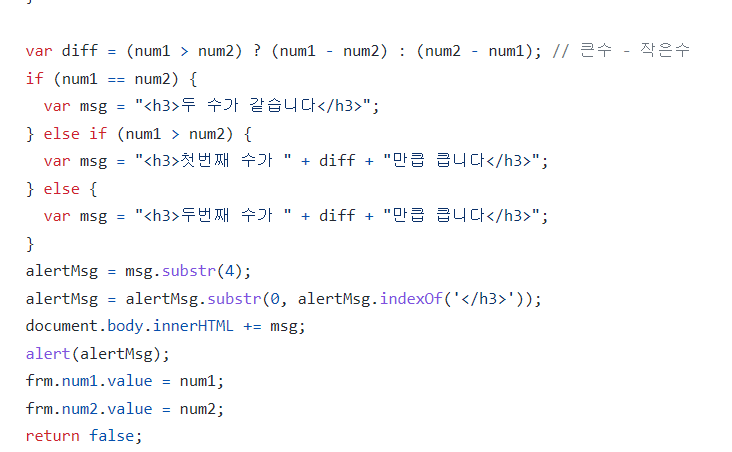 }
var diff = (num1 > num2) ? (num1 - num2) : (num2 - num1); // 큰수 - 작은수
if (num1 == num2) {
  var msg = "<h3>두 수가 같습니다</h3>";
} else if (num1 > num2) {
  var msg = "<h3>첫번째 수가 " + diff + "만큼 큽니다</h3>";
} else {
  var msg = "<h3>두번째 수가 " + diff + "만큼 큽니다</h3>";
}
alertMsg = msg.substr(4);
alertMsg = alertMsg.substr(0, alertMsg.indexOf('</h3>'));
document.body.innerHTML += msg;
alert(alertMsg);
frm.num1.value = num1;
frm.num2.value = num2;
return false;